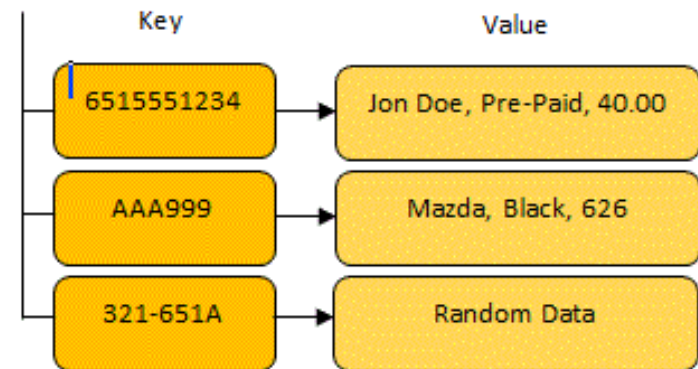 Key Value
6515551234 Jon Doe, Pre-Paid, 40.00
AAA999 Mazda, Black, 626
321-651A Random Data